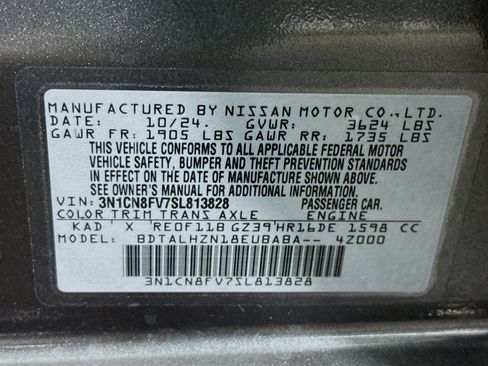 MANUFACTURED BY NISSAN MOTOR CO.,LTD.
DATE: 10/24. GVWR: 3624 LBS
GAWR FR: 1905 LBS GAWR RR: 1735 LBS
THIS VEHICLE CONFORMS TO ALL APPLICABLE FEDERAL MOTOR
VEHICLE SAFETY, BUMPER AND THEFT PREVENTION STANDARDS
IN EFFECT ON THE DATE OF MANUFACTURE SHOWN ABOVE.
SEE OWNER'S MANUAL FOR ADDITIONAL INFORMATION.
VIN: 3N1CN8FV7SL813828 PASSENGER CAR.
COLOR TRIM TRANS AXLE ENGINE
KAD X RE0F11B GZ39 HR16DE 1598 CC
MODEL: BDTALHZN18EUBABA-- 4Z000
3N1CN8FV7SL813828